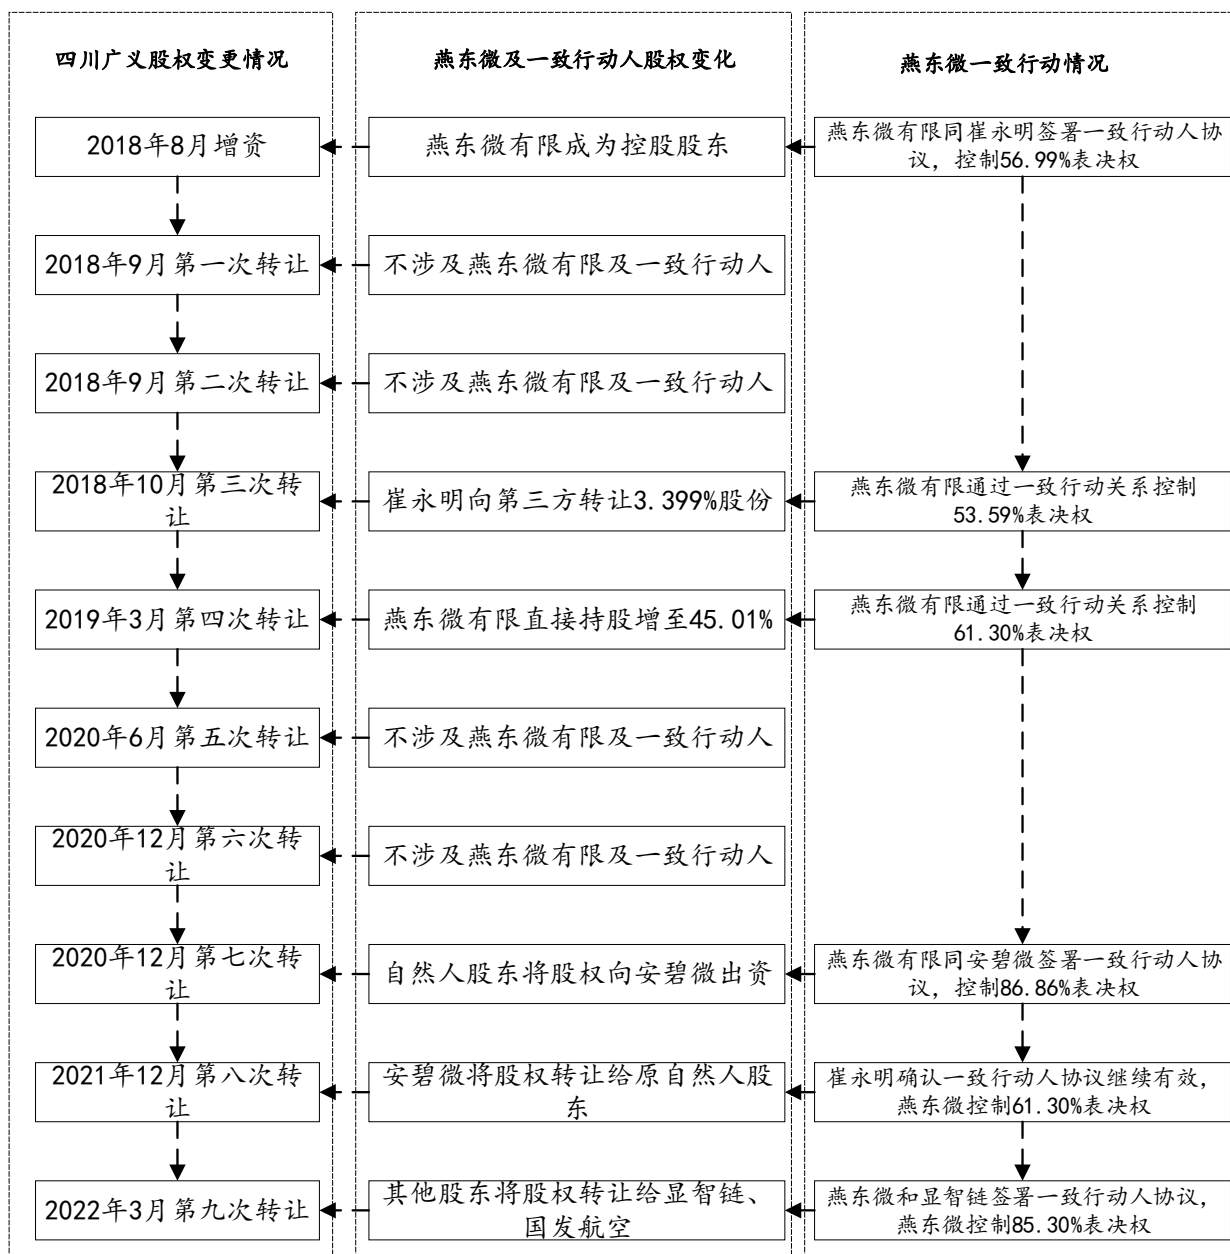 四川广义股权变更情况
燕东微及一致行动人股权变化
燕东微一致行动情况
2018年8月增资
燕东微有限成为控股股东
燕东微有限同崔永明签署一致行动人协
议，控制56.99%表决权
2018年9月第一次转让
不涉及燕东微有限及一致行动人
2018年9月第二次转让
不涉及燕东微有限及一致行动人
2018年10月第三次转
让
崔永明向第三方转让3.399%股份
燕东微有限通过一致行动关系控制
53.59%表决权
2019年3月第四次转让
燕东微有限直接持股增至45.01%
燕东微有限通过一致行动关系控制
61.30%表决权
2020年6月第五次转让
不涉及燕东微有限及一致行动人
2020年12月第六次转
让
不涉及燕东微有限及一致行动人
2020年12月第七次转
让
自然人股东将股权向安碧微出资
燕东微有限同安碧微签署一致行动人协
议，控制86.86%表决权
2021年12月第八次转
让
安碧微将股权转让给原自然人股
东
崔永明确认一致行动人协议继续有效，
燕东微控制61.30%表决权
2022年3月第九次转让
其他股东将股权转让给显智链、
国发航空
燕东微和显智链签署一致行动人协议，
燕东微控制85.30%表决权